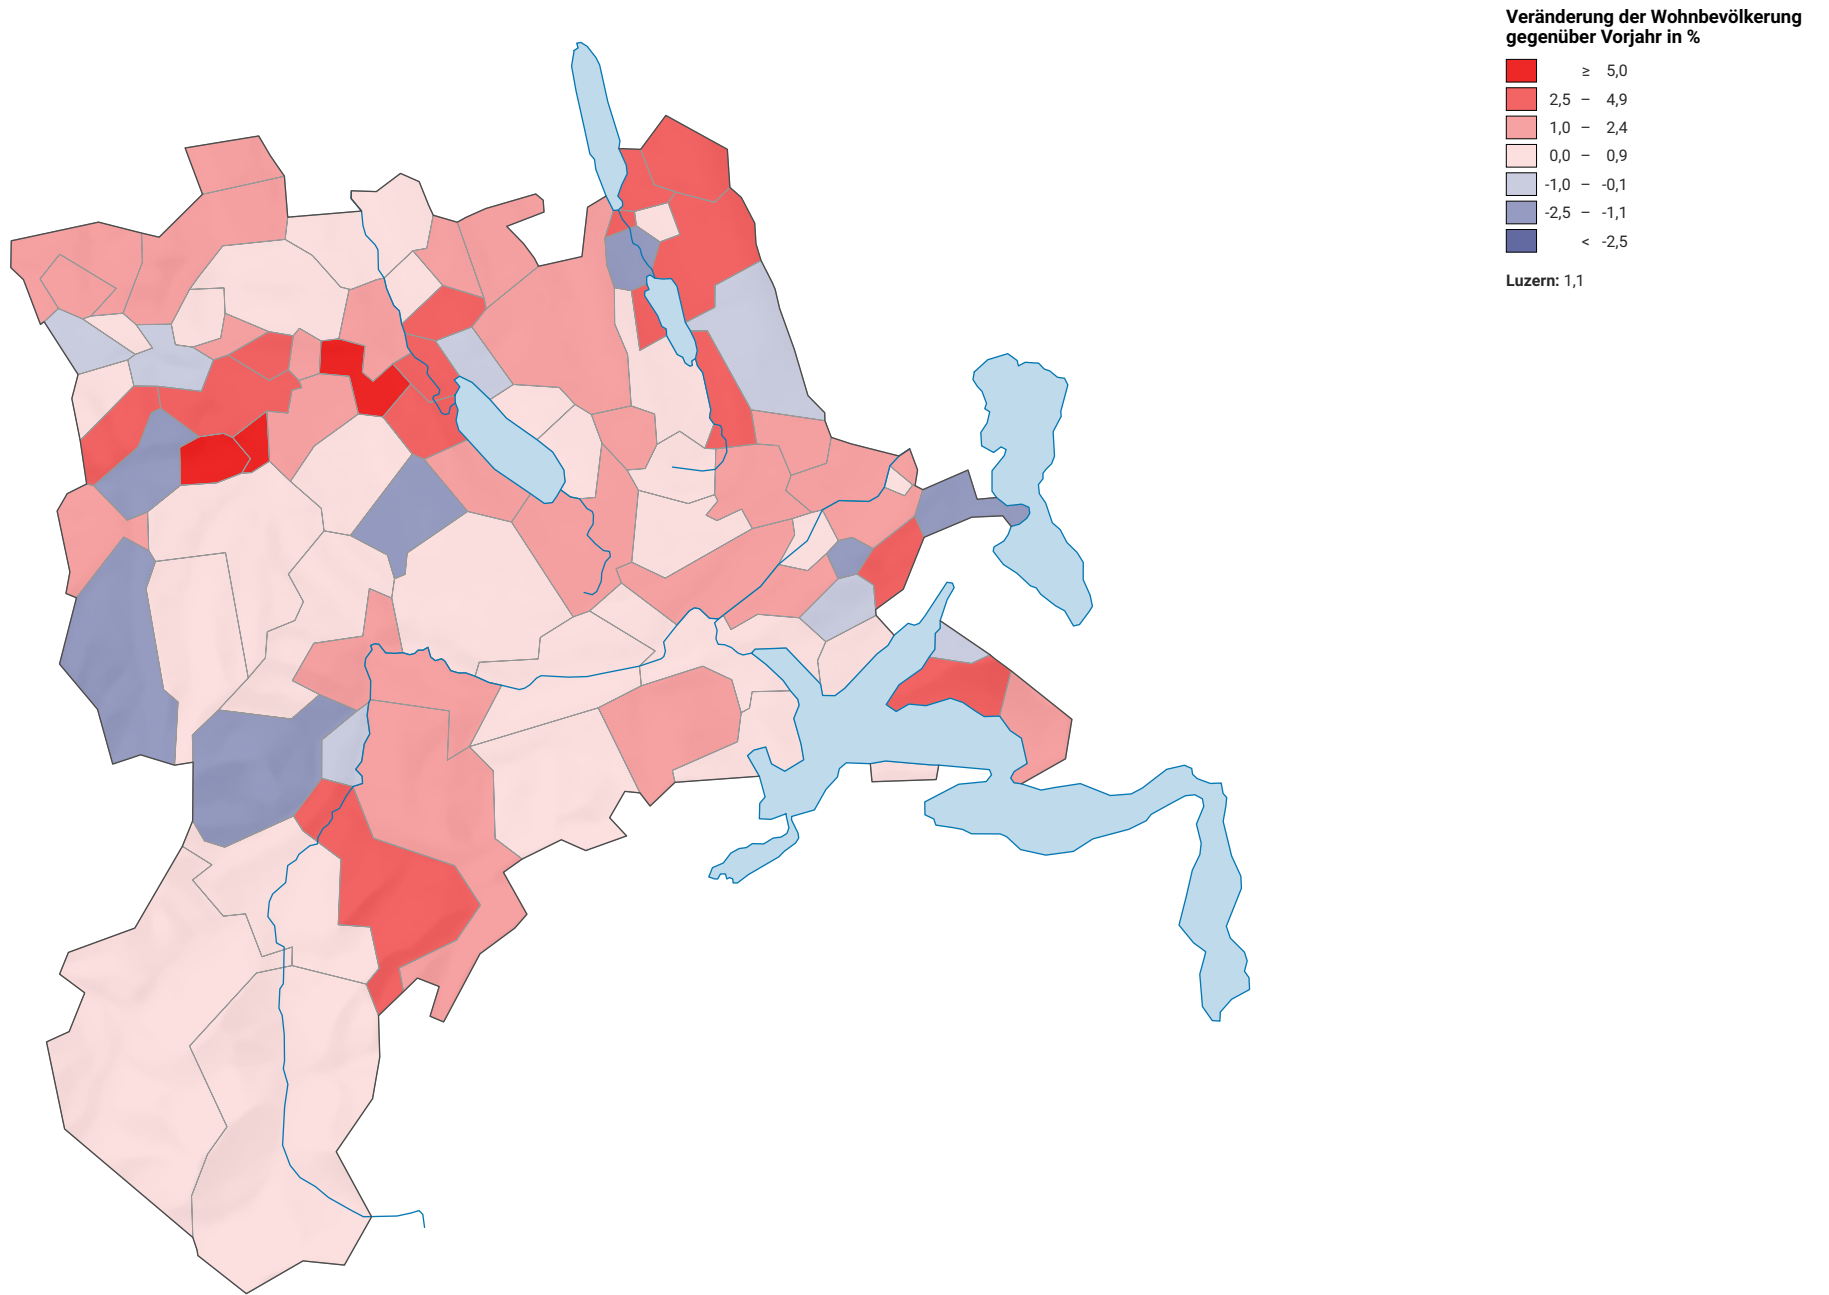 Veränderung der Wohnbevölkerung
gegenüber Vorjahr in %
≥ 5,0
2,5 – 4,9
1,0 – 2,4
0,0 – 0,9
-1,0 – -0,1
-2,5 – -1,1
< -2,5
Luzern: 1,1